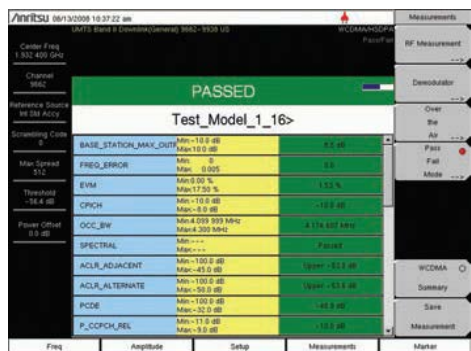 Anritsu 06/13/2008 10:37:22 am
UMTS Band II Downlink(General) 9662 - 9938 US
WCDMA/HSDPA
Pass/Fail
Center Freq
1 932.400 GHz
Channel
9662
Reference Source
Int Std Accy
Scrambling Code
0
Max Spread
512
Threshold
-56.4 dB
Power Offset
0.0 dB
PASSED
Test_Model_1_16>
BASE_STATION_MAX_OUTP Min:-10.0 dB
Max:10.0 dB
FREQ_ERROR Min: 0
Max: 0.005
EVM Min:0.00 %
Max:17.50 %
CPICH Min:-10.0 dB
Max:-8.0 dB
OCC_BW Min:4.099 999 MHz
Max:4.300 MHz
SPECTRAL Min:---
Max:---
Passed
ACLR_ADJACENT Min:-100.0 dB
Max:-45.0 dB
ACLR_ALTERNATE Min:-100.0 dB
Max:-50.0 dB
PCDE Min:-100.0 dB
Max:-32.0 dB
P_CCPCH_REL Min:-11.0 dB
Max:-9.0 dB
Measurements
RF Measurement
-->
Demodulator
-->
Over
the
Air -->
Pass
Fail
Mode -->
WCDMA
Summary
Save
Measurement
Freq Amplitude Setup Measurements Marker